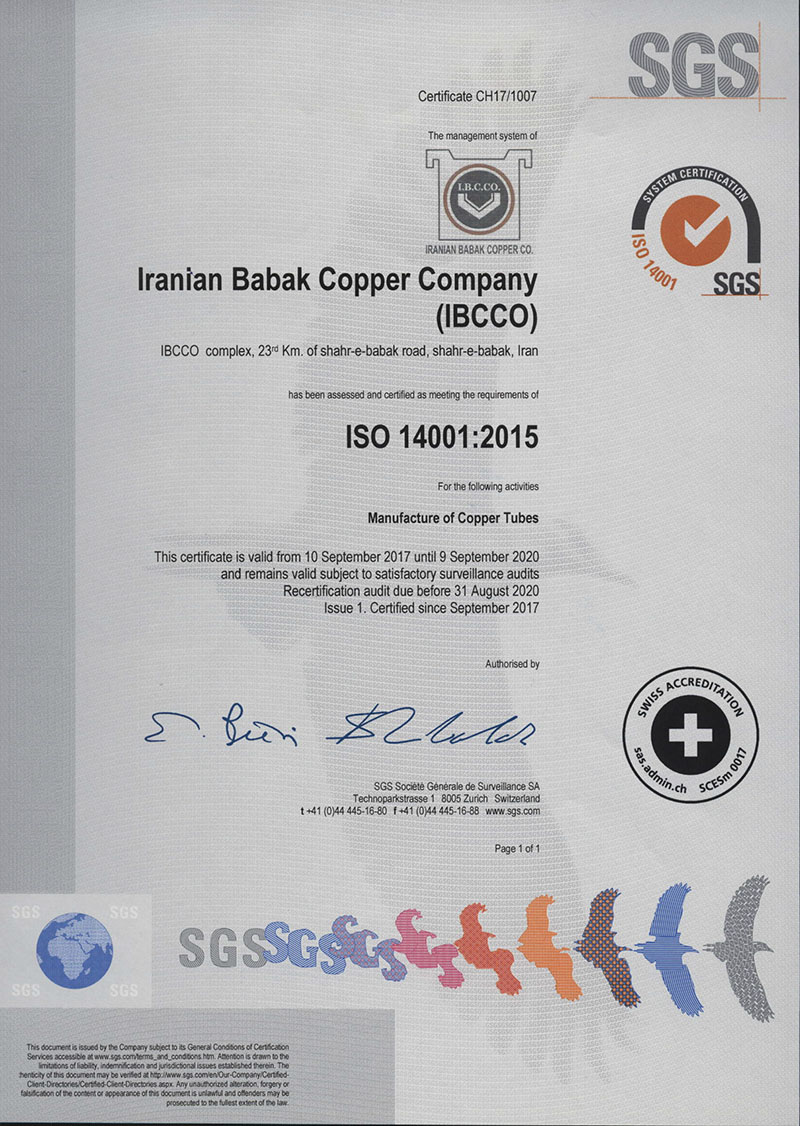 SGS
Certificate CH17/1007
The management system of
I.B.C.CO.
IRANIAN BABAK COPPER CO.
SYSTEM CERTIFICATION
ISO 14001
SGS
Iranian Babak Copper Company
(IBCCO)
IBCCO complex, 23rd Km. of shahr-e-babak road, shahr-e-babak, Iran
has been assessed and certified as meeting the requirements of
ISO 14001:2015
For the following activities
Manufacture of Copper Tubes
This certificate is valid from 10 September 2017 until 9 September 2020
and remains valid subject to satisfactory surveillance audits
Recertification audit due before 31 August 2020
Issue 1. Certified since September 2017
Authorised by
SWISS ACCREDITATION
sas.admin.ch SCESm 0017
SGS Société Générale de Surveillance SA
Technoparkstrasse 1 8005 Zurich Switzerland
t +41 (0)44 445-16-80 f +41 (0)44 445-16-88 www.sgs.com
Page 1 of 1
SGS SGS
SGS SGS
SGS SGS SGS
This document is issued by the Company subject to its General Conditions of Certification
Services accessible at www.sgs.com/terms_and_conditions.htm. Attention is drawn to the
limitations of liability, indemnification and jurisdictional issues established therein. The
henticity of this document may be verified at http://www.sgs.com/en/Our-Company/Certified-
Client-Directories/Certified-Client-Directories.aspx. Any unauthorized alteration, forgery or
falsification of the content or appearance of this document is unlawful and offenders may be
prosecuted to the fullest extent of the law.